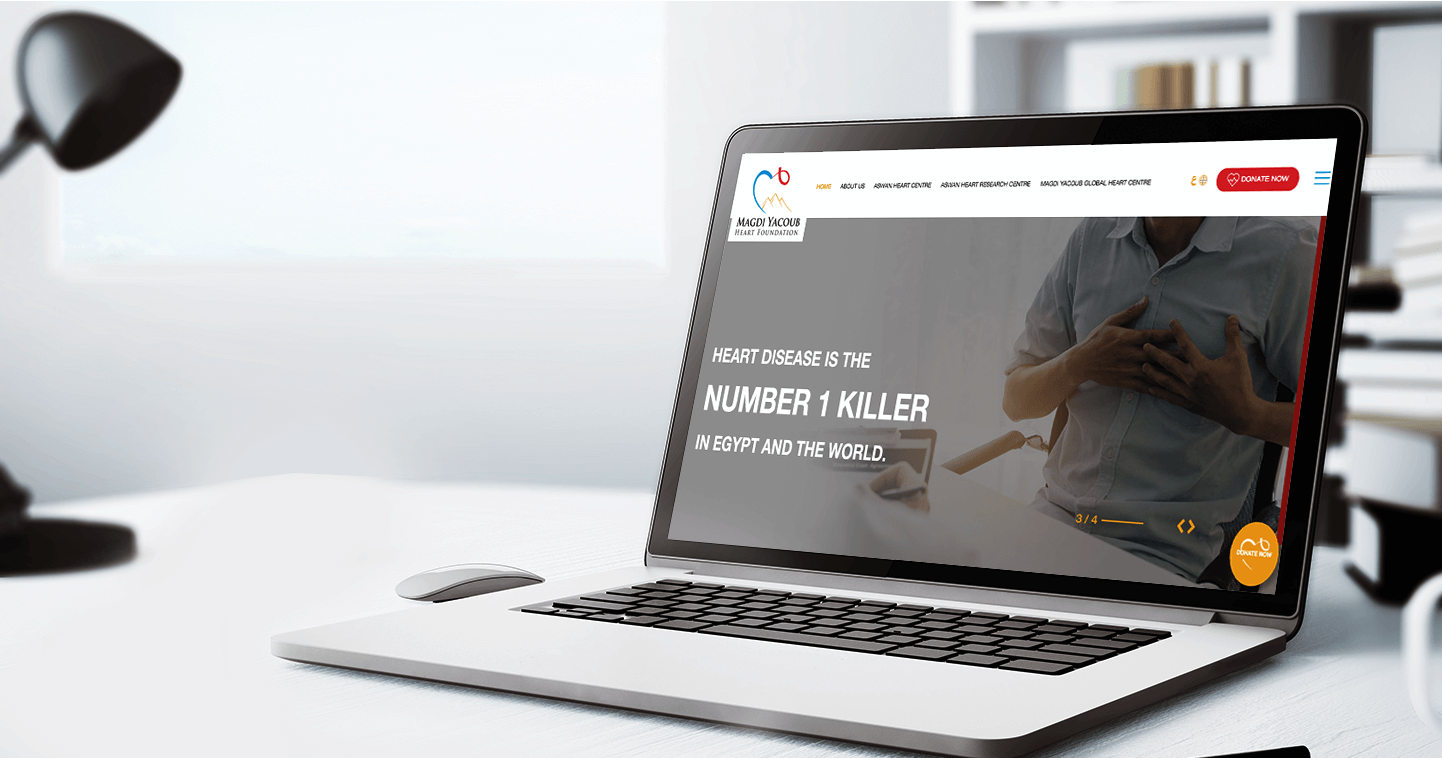 HOME ABOUT US ASWAN HEART CENTRE ASWAN HEART RESEARCH CENTRE MAGDI YACOUB GLOBAL HEART CENTRE ع DONATE NOW
MAGDI YACOUB
HEART FOUNDATION
HEART DISEASE IS THE
NUMBER 1 KILLER
IN EGYPT AND THE WORLD.
3 / 4
DONATE NOW